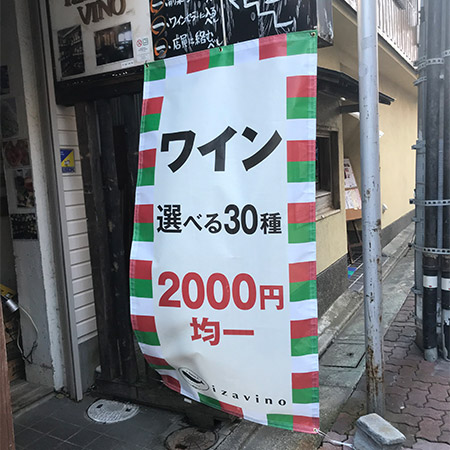 VINO
ワイン
選べる30種
2000円
均一
izavino